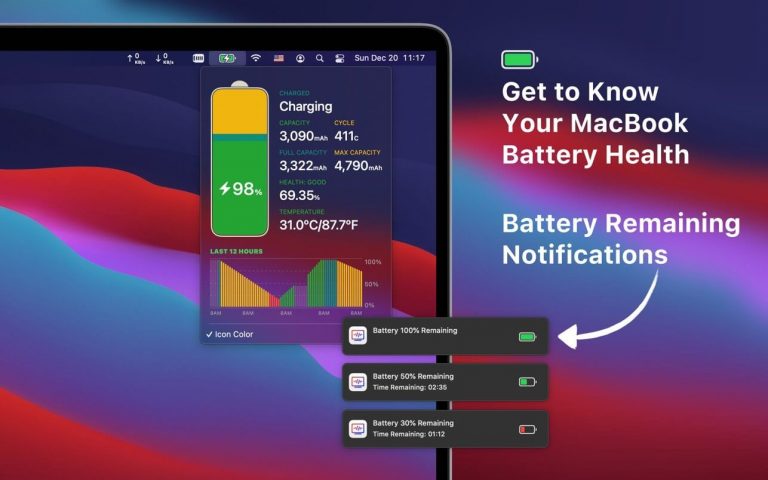 ↑ 0 KB/s ↓ 0 KB/s Sun Dec 20 11:17
Get to Know
Your MacBook
Battery Health
Battery Remaining
Notifications
CHARGED
Charging
CAPACITY CYCLE
3,090mAh 411c
FULL CAPACITY MAX CAPACITY
3,322mAh 4,790mAh
HEALTH: GOOD
69.35%
TEMPERATURE
31.0°C/87.7°F
98%
LAST 12 HOURS
100%
50%
0%
8AM 8AM 8AM 8AM 8AM
✓ Icon Color
Battery 100% Remaining
Battery 50% Remaining
Time Remaining: 02:35
Battery 30% Remaining
Time Remaining: 01:12